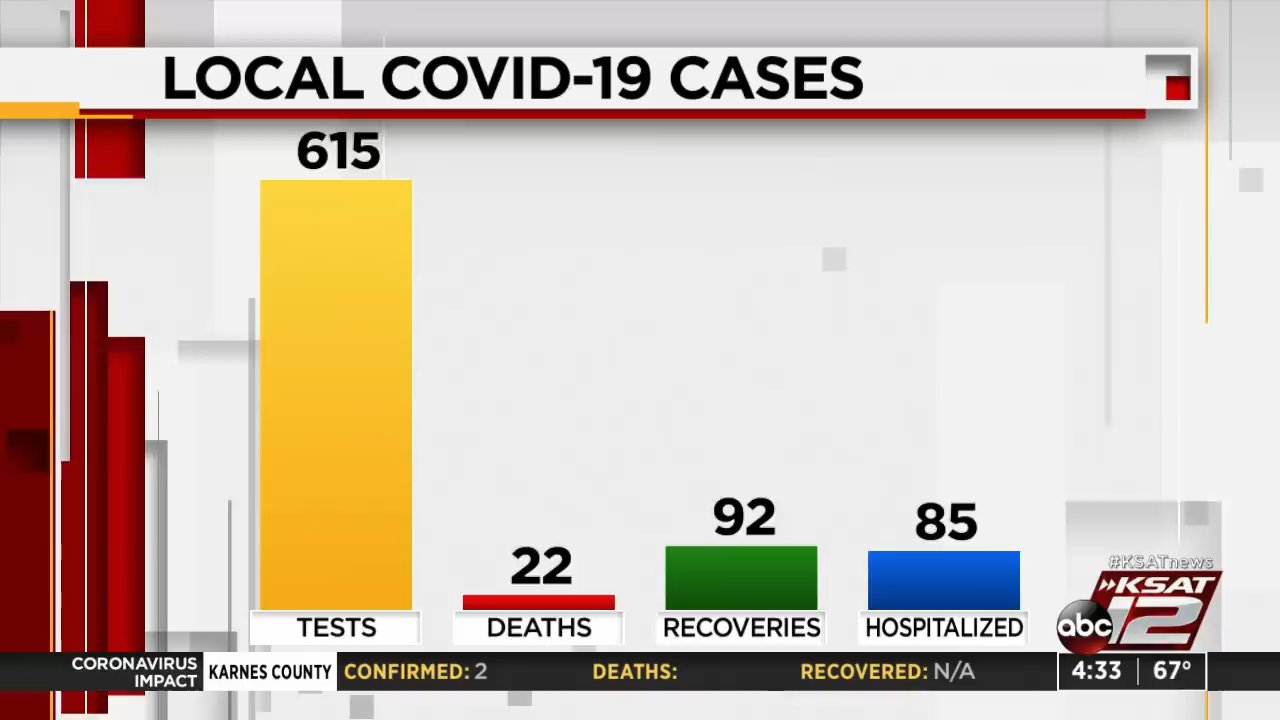 LOCAL COVID-19 CASES
615
22
92
85
TESTS
DEATHS
RECOVERIES
HOSPITALIZED
#KSATnews
KSAT
abc 12
CORONAVIRUS IMPACT
KARNES COUNTY
CONFIRMED: 2
DEATHS:
RECOVERED: N/A
4:33
67°